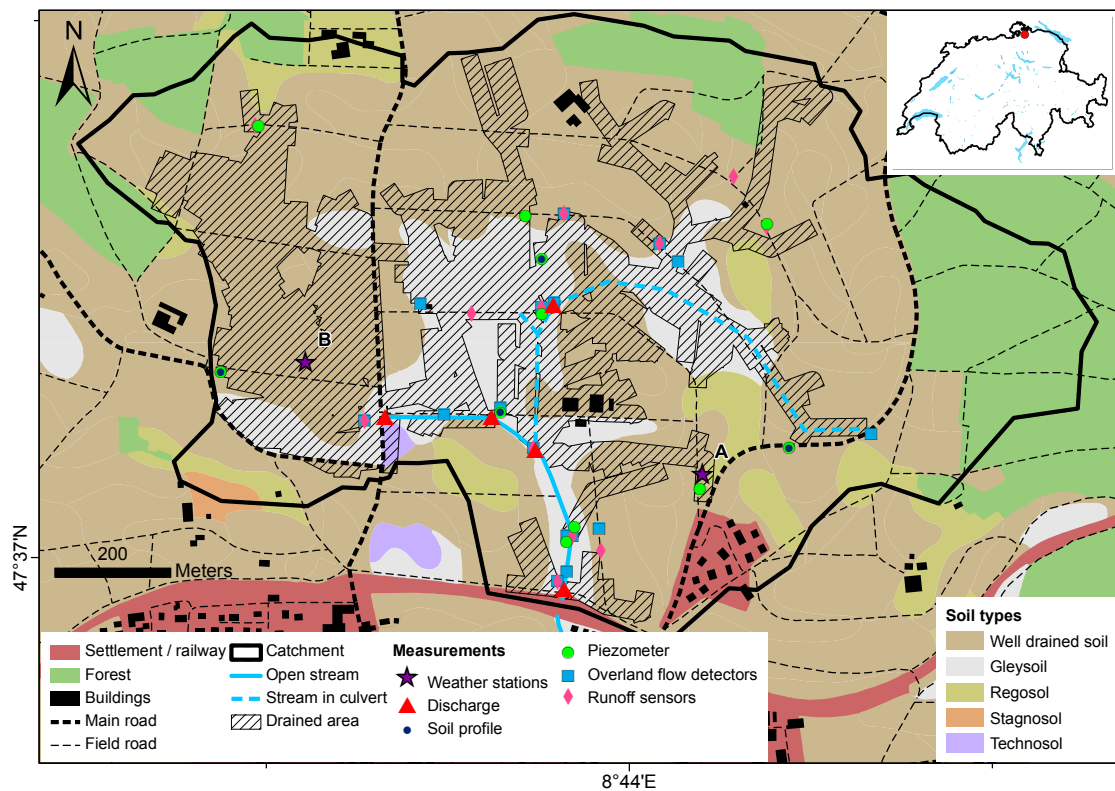 N
B
A
200
Meters
47°37'N
8°44'E
Settlement / railway
Forest
Buildings
Main road
Field road
Catchment
Open stream
Stream in culvert
Drained area
Measurements
Weather stations
Discharge
Soil profile
Piezometer
Overland flow detectors
Runoff sensors
Soil types
Well drained soil
Gleysoil
Regosol
Stagnosol
Technosol